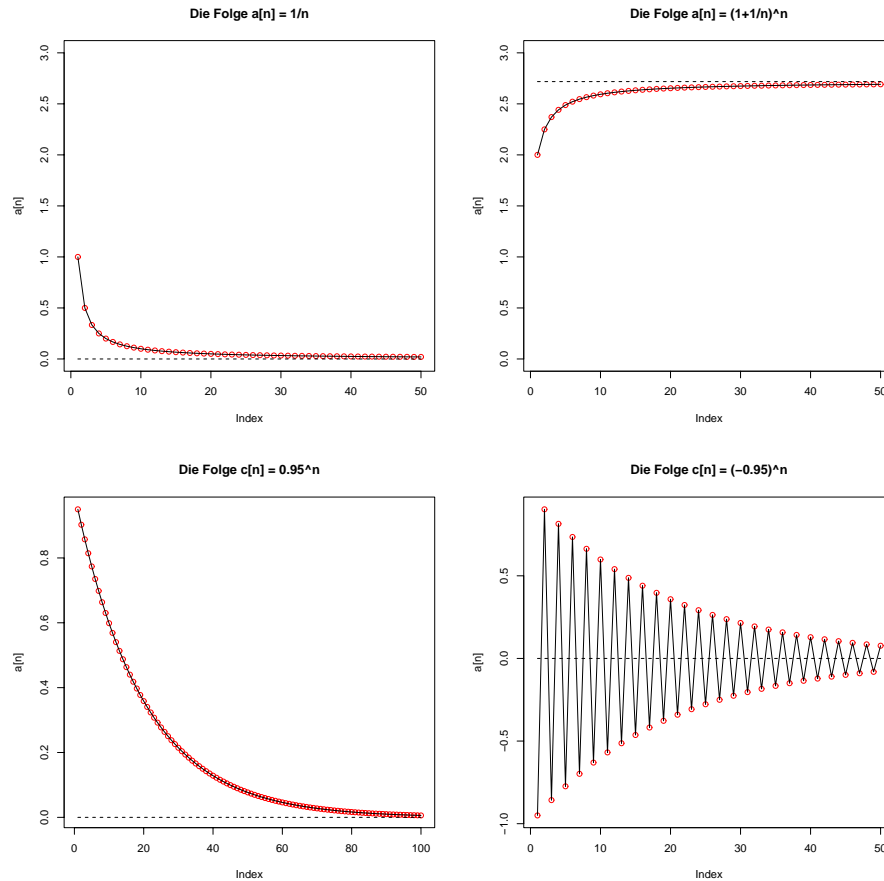 Die Folge a[n] = 1/n
3.0
2.5
2.0
1.5
1.0
0.5
0.0
a[n]
0 10 20 30 40 50
Index
Die Folge a[n] = (1+1/n)^n
3.0
2.5
2.0
1.5
1.0
0.5
0.0
a[n]
0 10 20 30 40 50
Index
Die Folge c[n] = 0.95^n
0.8
0.6
0.4
0.2
0.0
a[n]
0 20 40 60 80 100
Index
Die Folge c[n] = (−0.95)^n
0.5
0.0
−0.5
−1.0
a[n]
0 10 20 30 40 50
Index